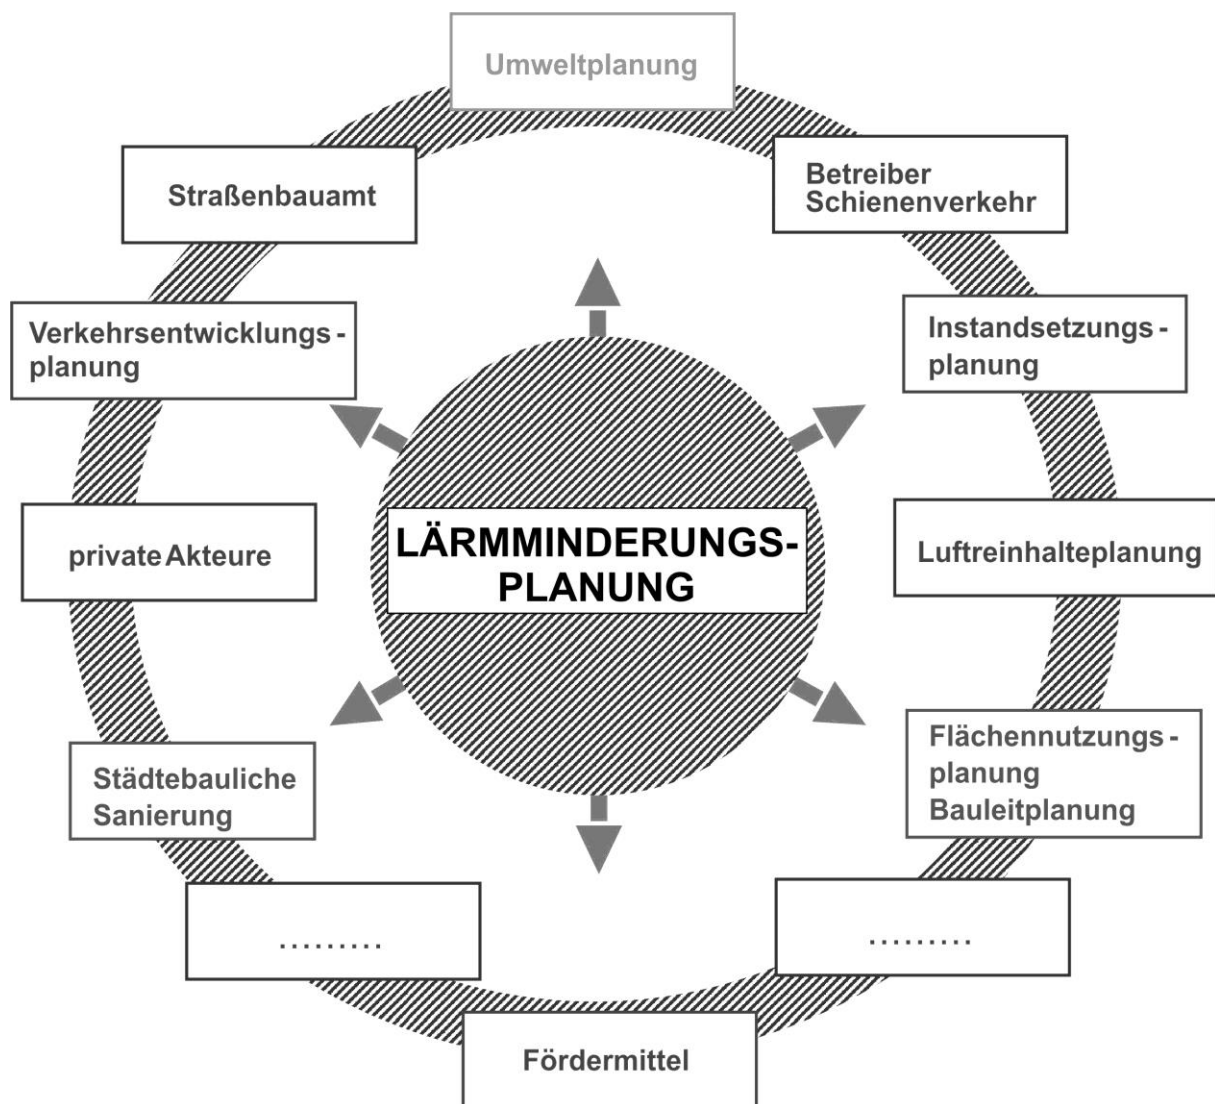 Umweltplanung
Straßenbauamt
Betreiber
Schienenverkehr
Verkehrsentwicklungs-
planung
Instandsetzungs-
planung
LÄRMMINDERUNGS-
PLANUNG
private Akteure
Luftreinhalteplanung
Städtebauliche
Sanierung
Flächennutzungs-
planung
Bauleitplanung
.........
.........
Fördermittel